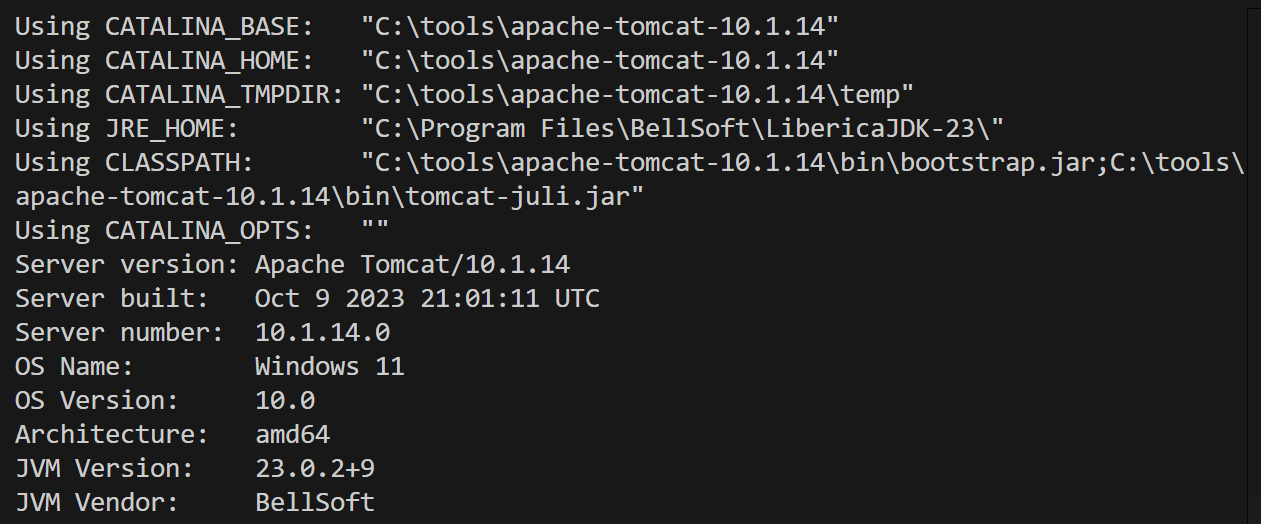 Using CATALINA_BASE:   "C:\tools\apache-tomcat-10.1.14"
Using CATALINA_HOME:   "C:\tools\apache-tomcat-10.1.14"
Using CATALINA_TMPDIR: "C:\tools\apache-tomcat-10.1.14\temp"
Using JRE_HOME:        "C:\Program Files\BellSoft\LibericaJDK-23\"
Using CLASSPATH:       "C:\tools\apache-tomcat-10.1.14\bin\bootstrap.jar;C:\tools\
apache-tomcat-10.1.14\bin\tomcat-juli.jar"
Using CATALINA_OPTS:   ""
Server version: Apache Tomcat/10.1.14
Server built:   Oct 9 2023 21:01:11 UTC
Server number:  10.1.14.0
OS Name:        Windows 11
OS Version:     10.0
Architecture:   amd64
JVM Version:    23.0.2+9
JVM Vendor:     BellSoft